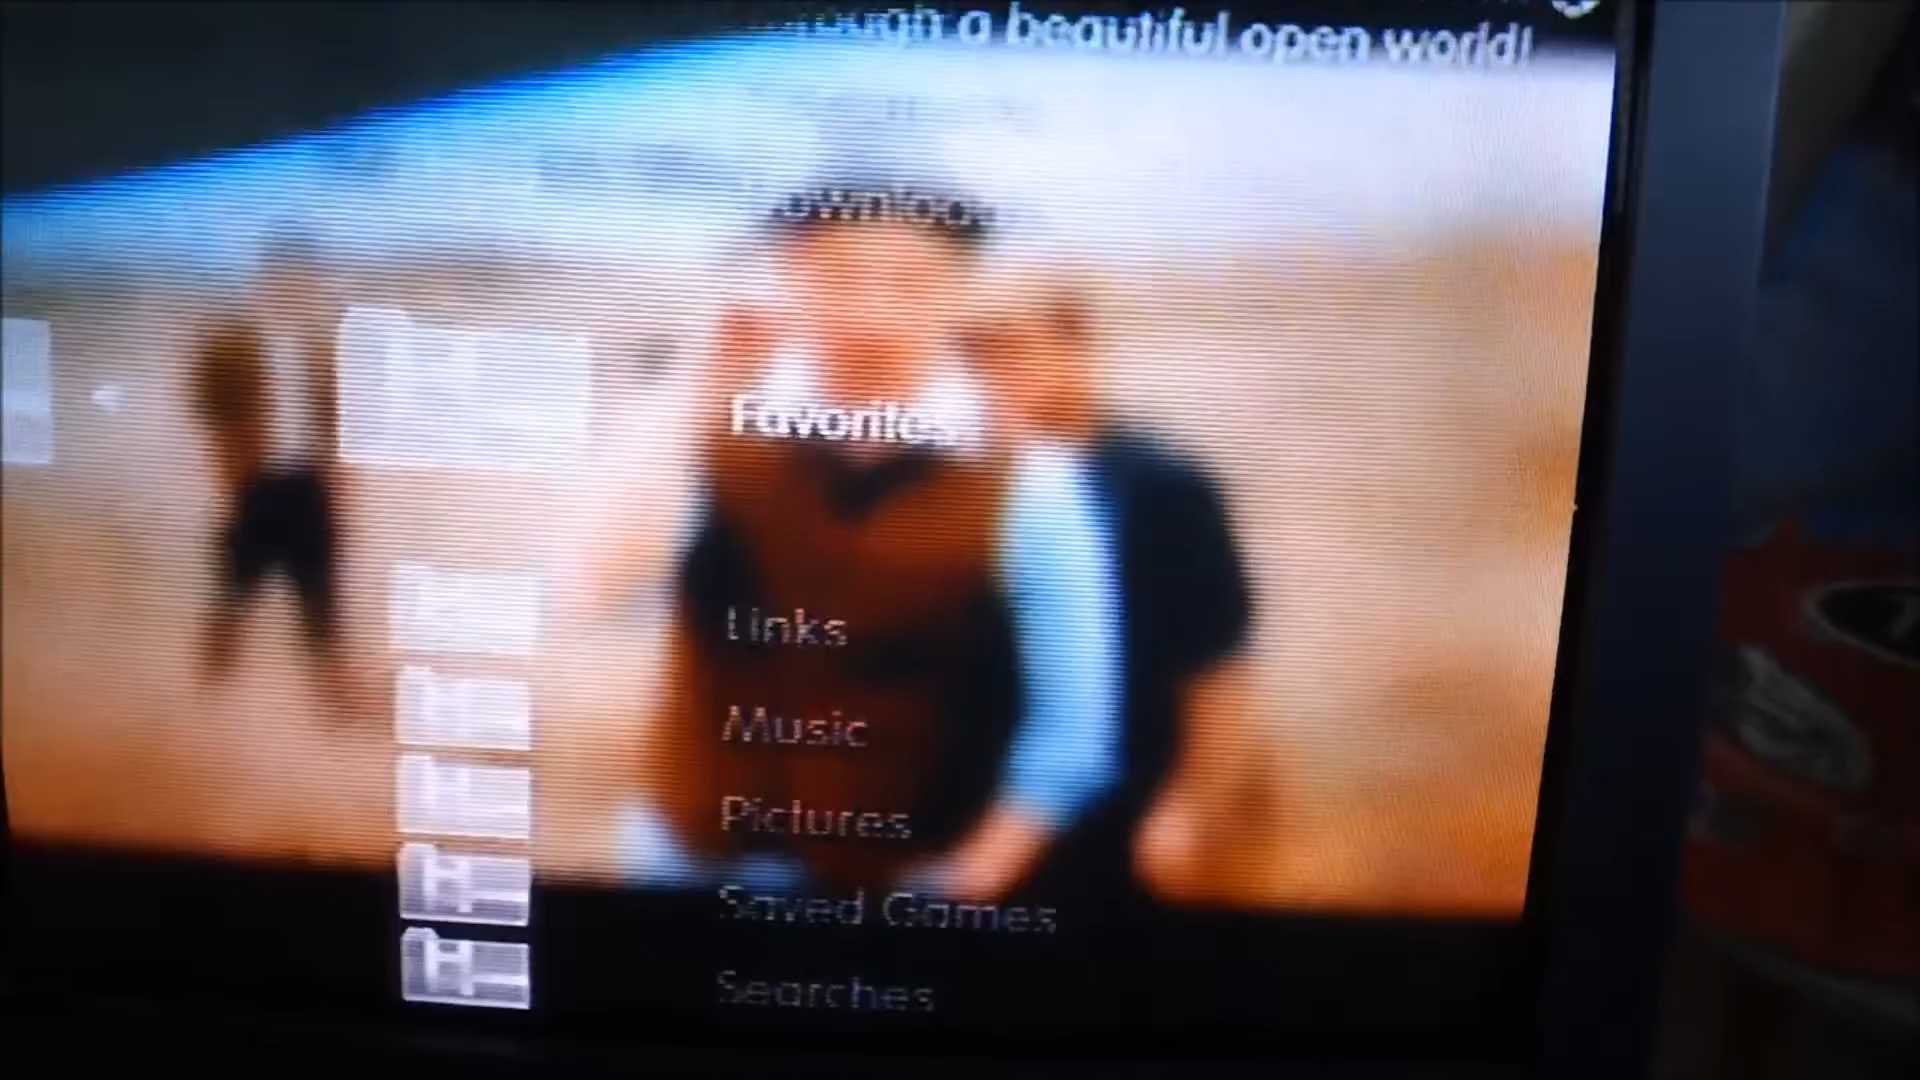 a beautiful open world!
Favorites
Links
Music
Pictures
Saved Games
Searches